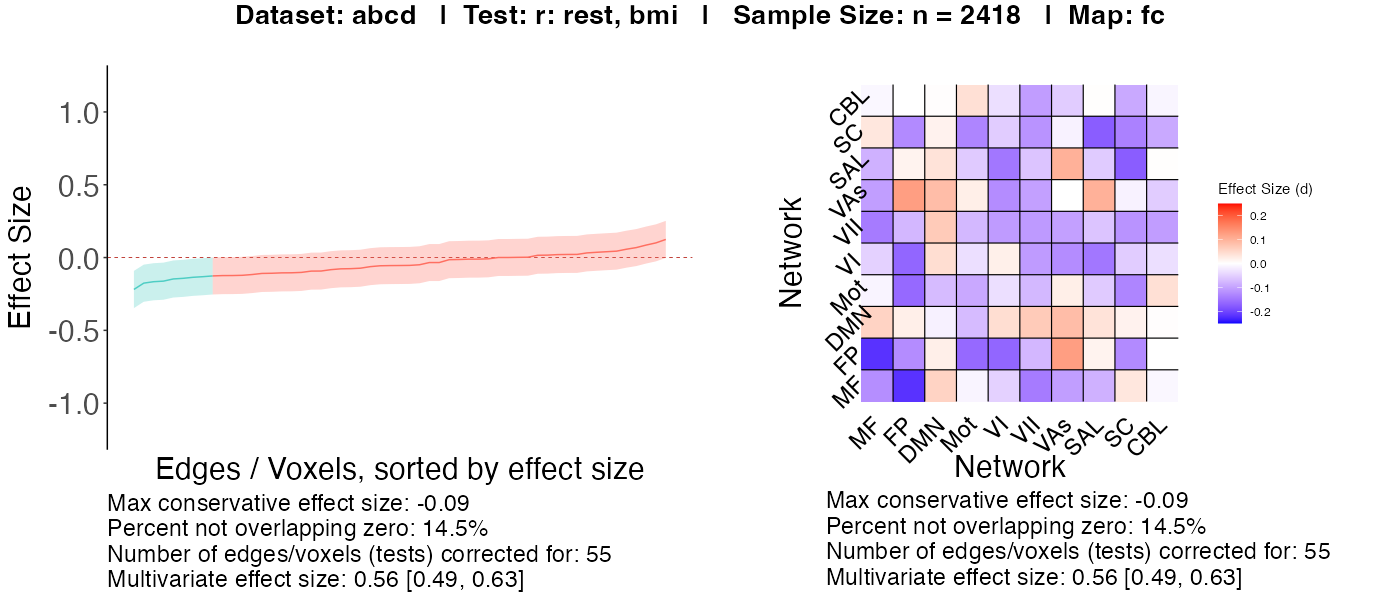 Dataset: abcd | Test: r: rest, bmi | Sample Size: n = 2418 | Map: fc
Effect Size
1.0
0.5
0.0
-0.5
-1.0
Edges / Voxels, sorted by effect size
Max conservative effect size: -0.09
Percent not overlapping zero: 14.5%
Number of edges/voxels (tests) corrected for: 55
Multivariate effect size: 0.56 [0.49, 0.63]
Network
CBL
SC
SAL
VAs
VII
VI
Mot
DMN
FP
MF
MF FP DMN Mot VI VII VAs SAL SC CBL
Network
Effect Size (d)
0.2
0.1
0.0
-0.1
-0.2
Max conservative effect size: -0.09
Percent not overlapping zero: 14.5%
Number of edges/voxels (tests) corrected for: 55
Multivariate effect size: 0.56 [0.49, 0.63]